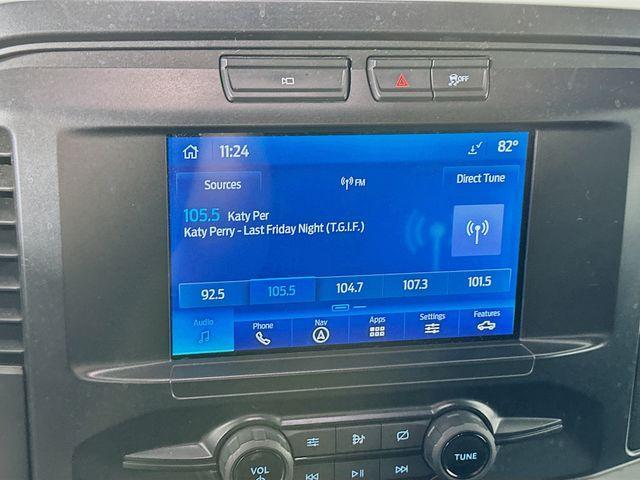 OFF
11:24 82°
Sources FM Direct Tune
105.5 Katy Per
Katy Perry - Last Friday Night (T.G.I.F.)
92.5 105.5 104.7 107.3 101.5
Audio Phone Nav Apps Settings Features
VOL TUNE